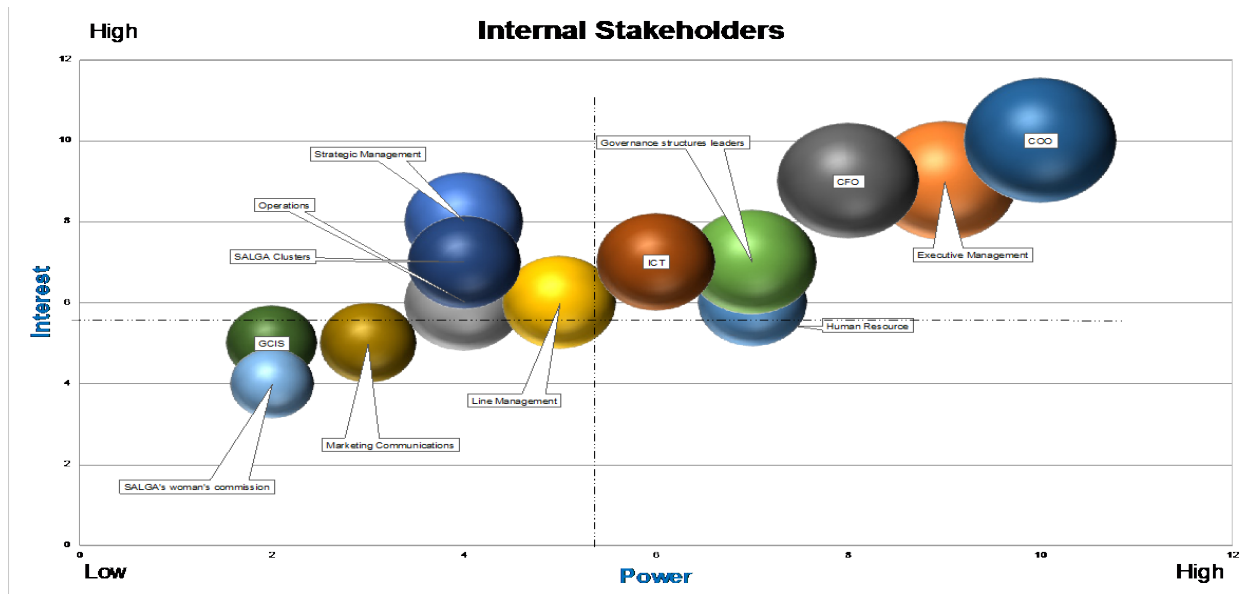 High
Internal Stakeholders
12
10
8
6
4
2
0
Interest
Strategic Management
Operations
SALGA Clusters
Governance structures leaders
COO
CFO
Executive Management
ICT
Human Resource
GCIS
Line Management
Marketing Communications
SALGA's woman's commission
0
2
4
6
8
10
12
Low
Power
High